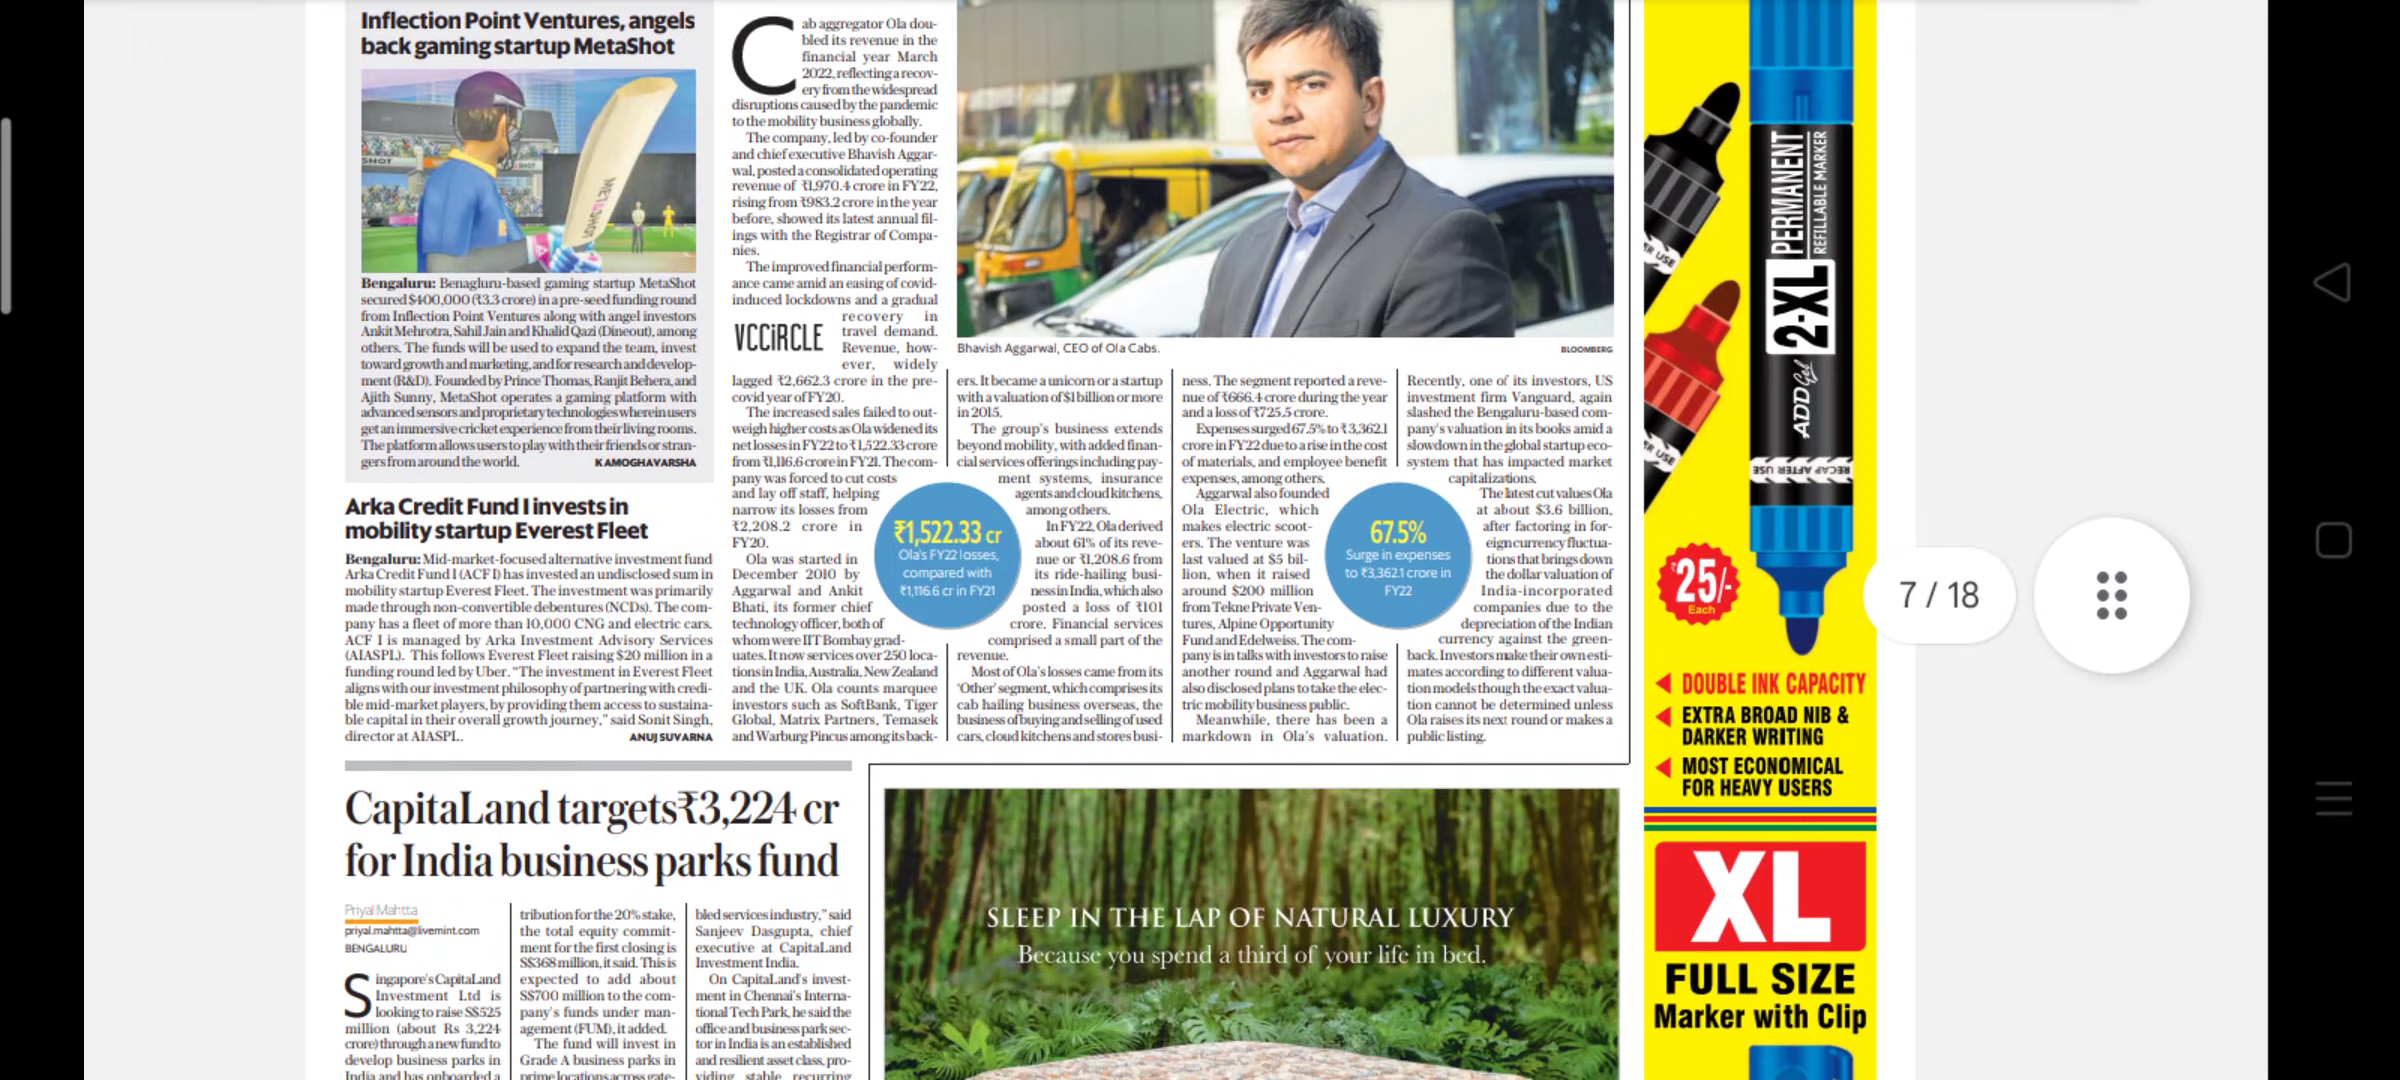 Inflection Point Ventures, angels
back gaming startup MetaShot
SHOT
SHOT
METASHOT
Bengaluru: Benagluru-based gaming startup MetaShot
secured $400,000 (₹3.3 crore) in a pre-seed funding round
from Inflection Point Ventures along with angel investors
Ankit Mehrotra, Sahil Jain and Khalid Qazi (Dineout), among
others. The funds will be used to expand the team, invest
toward growth and marketing, and for research and develop-
ment (R&D). Founded by Prince Thomas, Ranjit Behera, and
Ajith Sunny, MetaShot operates a gaming platform with
advanced sensors and proprietary technologies wherein users
get an immersive cricket experience from their living rooms.
The platform allows users to play with their friends or stran-
gers from around the world. K AMOGHAVARSHA
Arka Credit Fund I invests in
mobility startup Everest Fleet
Bengaluru: Mid-market-focused alternative investment fund
Arka Credit Fund I (ACF I) has invested an undisclosed sum in
mobility startup Everest Fleet. The investment was primarily
made through non-convertible debentures (NCDs). The com-
pany has a fleet of more than 10,000 CNG and electric cars.
ACF I is managed by Arka Investment Advisory Services
(AIASPL). This follows Everest Fleet raising $20 million in a
funding round led by Uber. "The investment in Everest Fleet
aligns with our investment philosophy of partnering with credi-
ble mid-market players, by providing them access to sustaina-
ble capital in their overall growth journey," said Sonit Singh,
director at AIASPL. ANUJ SUVARNA
Cab aggregator Ola dou-
bled its revenue in the
financial year March
2022, reflecting a recov-
ery from the widespread
disruptions caused by the pandemic
to the mobility business globally.
The company, led by co-founder
and chief executive Bhavish Aggar-
wal, posted a consolidated operating
revenue of ₹1,970.4 crore in FY22,
rising from ₹983.2 crore in the year
before, showed its latest annual fil-
ings with the Registrar of Compa-
nies.
The improved financial perform-
ance came amid an easing of covid-
induced lockdowns and a gradual
recovery in
travel demand.
Revenue, how-
ever, widely
VCCiRCLE
lagged ₹2,662.3 crore in the pre-
covid year of FY20.
The increased sales failed to out-
weigh higher costs as Ola widened its
net losses in FY22 to ₹1,522.33 crore
from ₹1,116.6 crore in FY21. The com-
pany was forced to cut costs
and lay off staff, helping
narrow its losses from
₹2,208.2 crore in
FY20.
Ola was started in
December 2010 by
Aggarwal and Ankit
Bhati, its former chief
technology officer, both of
whom were IIT Bombay grad-
uates. It now services over 250 loca-
tions in India, Australia, New Zealand
and the UK. Ola counts marquee
investors such as SoftBank, Tiger
Global, Matrix Partners, Temasek
and Warburg Pincus among its back-
Bhavish Aggarwal, CEO of Ola Cabs. BLOOMBERG
ers. It became a unicorn or a startup
with a valuation of $1 billion or more
in 2015.
The group's business extends
beyond mobility, with added finan-
cial services offerings including pay-
ment systems, insurance
agents and cloud kitchens,
among others.
In FY22, Ola derived
about 61% of its reve-
nue or ₹1,208.6 from
its ride-hailing busi-
ness in India, which also
posted a loss of ₹101
crore. Financial services
comprised a small part of the
revenue.
Most of Ola's losses came from its
'Other' segment, which comprises its
cab hailing business overseas, the
business of buying and selling of used
cars, cloud kitchens and stores busi-
₹1,522.33 cr
Ola's FY22 losses,
compared with
₹1,116.6 cr in FY21
ness. The segment reported a reve-
nue of ₹666.4 crore during the year
and a loss of ₹725.5 crore.
Expenses surged 67.5% to ₹3,362.1
crore in FY22 due to a rise in the cost
of materials, and employee benefit
expenses, among others.
Aggarwal also founded
Ola Electric, which
makes electric scoot-
ers. The venture was
last valued at $5 bil-
lion, when it raised
around $200 million
from Tekne Private Ven-
tures, Alpine Opportunity
Fund and Edelweiss. The com-
pany is in talks with investors to raise
another round and Aggarwal had
also disclosed plans to take the elec-
tric mobility business public.
Meanwhile, there has been a
markdown in Ola's valuation.
67.5%
Surge in expenses
to ₹3,362.1 crore in
FY22
Recently, one of its investors, US
investment firm Vanguard, again
slashed the Bengaluru-based com-
pany's valuation in its books amid a
slowdown in the global startup eco-
system that has impacted market
capitalizations.
The latest cut values Ola
at about $3.6 billion,
after factoring in for-
eign currency fluctua-
tions that brings down
the dollar valuation of
India-incorporated
companies due to the
depreciation of the Indian
currency against the green-
back. Investors make their own esti-
mates according to different valua-
tion models though the exact valua-
tion cannot be determined unless
Ola raises its next round or makes a
public listing.
CapitaLand targets ₹3,224 cr
for India business parks fund
Priyal Mahtta
priyal.mahtta@livemint.com
BENGALURU
Singapore's CapitaLand
Investment Ltd is
looking to raise S$525
million (about Rs 3,224
crore) through a new fund to
develop business parks in
India and has onboarded a
tribution for the 20% stake,
the total equity commit-
ment for the first closing is
S$368 million, it said. This is
expected to add about
S$700 million to the com-
pany's funds under man-
agement (FUM), it added.
The fund will invest in
Grade A business parks in
prime locations across gate-
bled services industry," said
Sanjeev Dasgupta, chief
executive at CapitaLand
Investment India.
On CapitaLand's invest-
ment in Chennai's Interna-
tional Tech Park, he said the
office and business park sec-
tor in India is an established
and resilient asset class, pro-
viding stable recurring
SLEEP IN THE LAP OF NATURAL LUXURY
Because you spend a third of your life in bed.
PERMANENT
REFILLABLE MARKER
2-XL
ADD Gel
RECAP AFTER USE
ER USE
ER USE
₹25/-
Each
DOUBLE INK CAPACITY
EXTRA BROAD NIB &
DARKER WRITING
MOST ECONOMICAL
FOR HEAVY USERS
XL
FULL SIZE
Marker with Clip
7 / 18